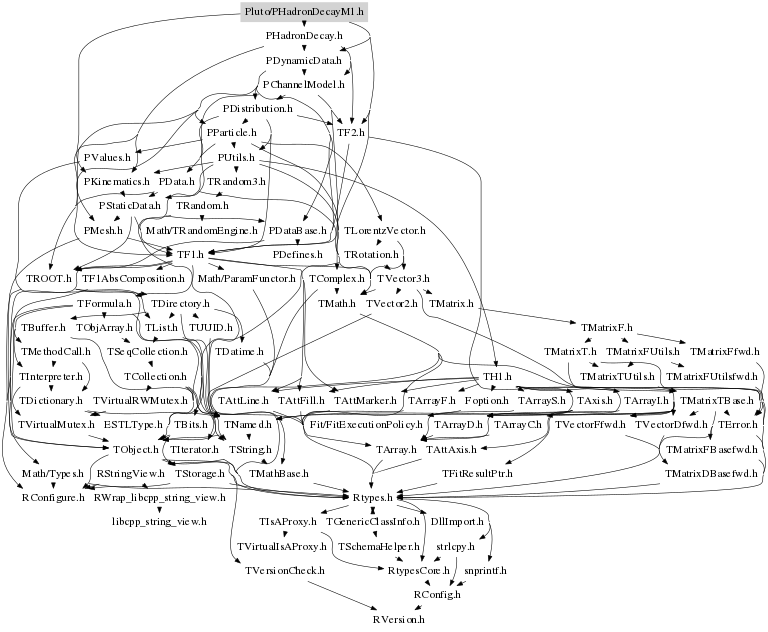 Pluto/PHadronDecayM1.h
PHadronDecay.h
PDynamicData.h
PChannelModel.h
PDistribution.h
PParticle.h TF2.h
PValues.h PUtils.h
PKinematics.h PData.h TRandom3.h
PStaticData.h TRandom.h
PMesh.h Math/TRandomEngine.h PDataBase.h TLorentzVector.h
TF1.h PDefines.h TRotation.h
TROOT.h TF1AbsComposition.h Math/ParamFunctor.h TComplex.h TVector3.h
TFormula.h TDirectory.h TMath.h TVector2.h TMatrix.h
TBuffer.h TObjArray.h TList.h TUUID.h TMatrixF.h
TMethodCall.h TSeqCollection.h TDatime.h TMatrixT.h TMatrixFUtils.h TMatrixFfwd.h
TInterpreter.h TCollection.h TH1.h TMatrixTUtils.h TMatrixFUtilsfwd.h
TDictionary.h TVirtualRWMutex.h TAttLine.h TAttFill.h TAttMarker.h TArrayF.h Foption.h TArrayS.h TAxis.h TArrayI.h TMatrixTBase.h
TVirtualMutex.h ESTLType.h TBits.h TNamed.h Fit/FitExecutionPolicy.h TArrayD.h TArrayC.h TVectorFfwd.h TVectorDfwd.h TError.h
TObject.h TIterator.h TString.h TArray.h TAttAxis.h TMatrixFBasefwd.h
Math/Types.h RStringView.h TStorage.h TMathBase.h TFitResultPtr.h TMatrixDBasefwd.h
RConfigure.h RWrap_libcpp_string_view.h Rtypes.h
libcpp_string_view.h TIsAProxy.h TGenericClassInfo.h DllImport.h
TVirtualIsAProxy.h TSchemaHelper.h strlcpy.h
TVersionCheck.h RtypesCore.h snprintf.h
RConfig.h
RVersion.h